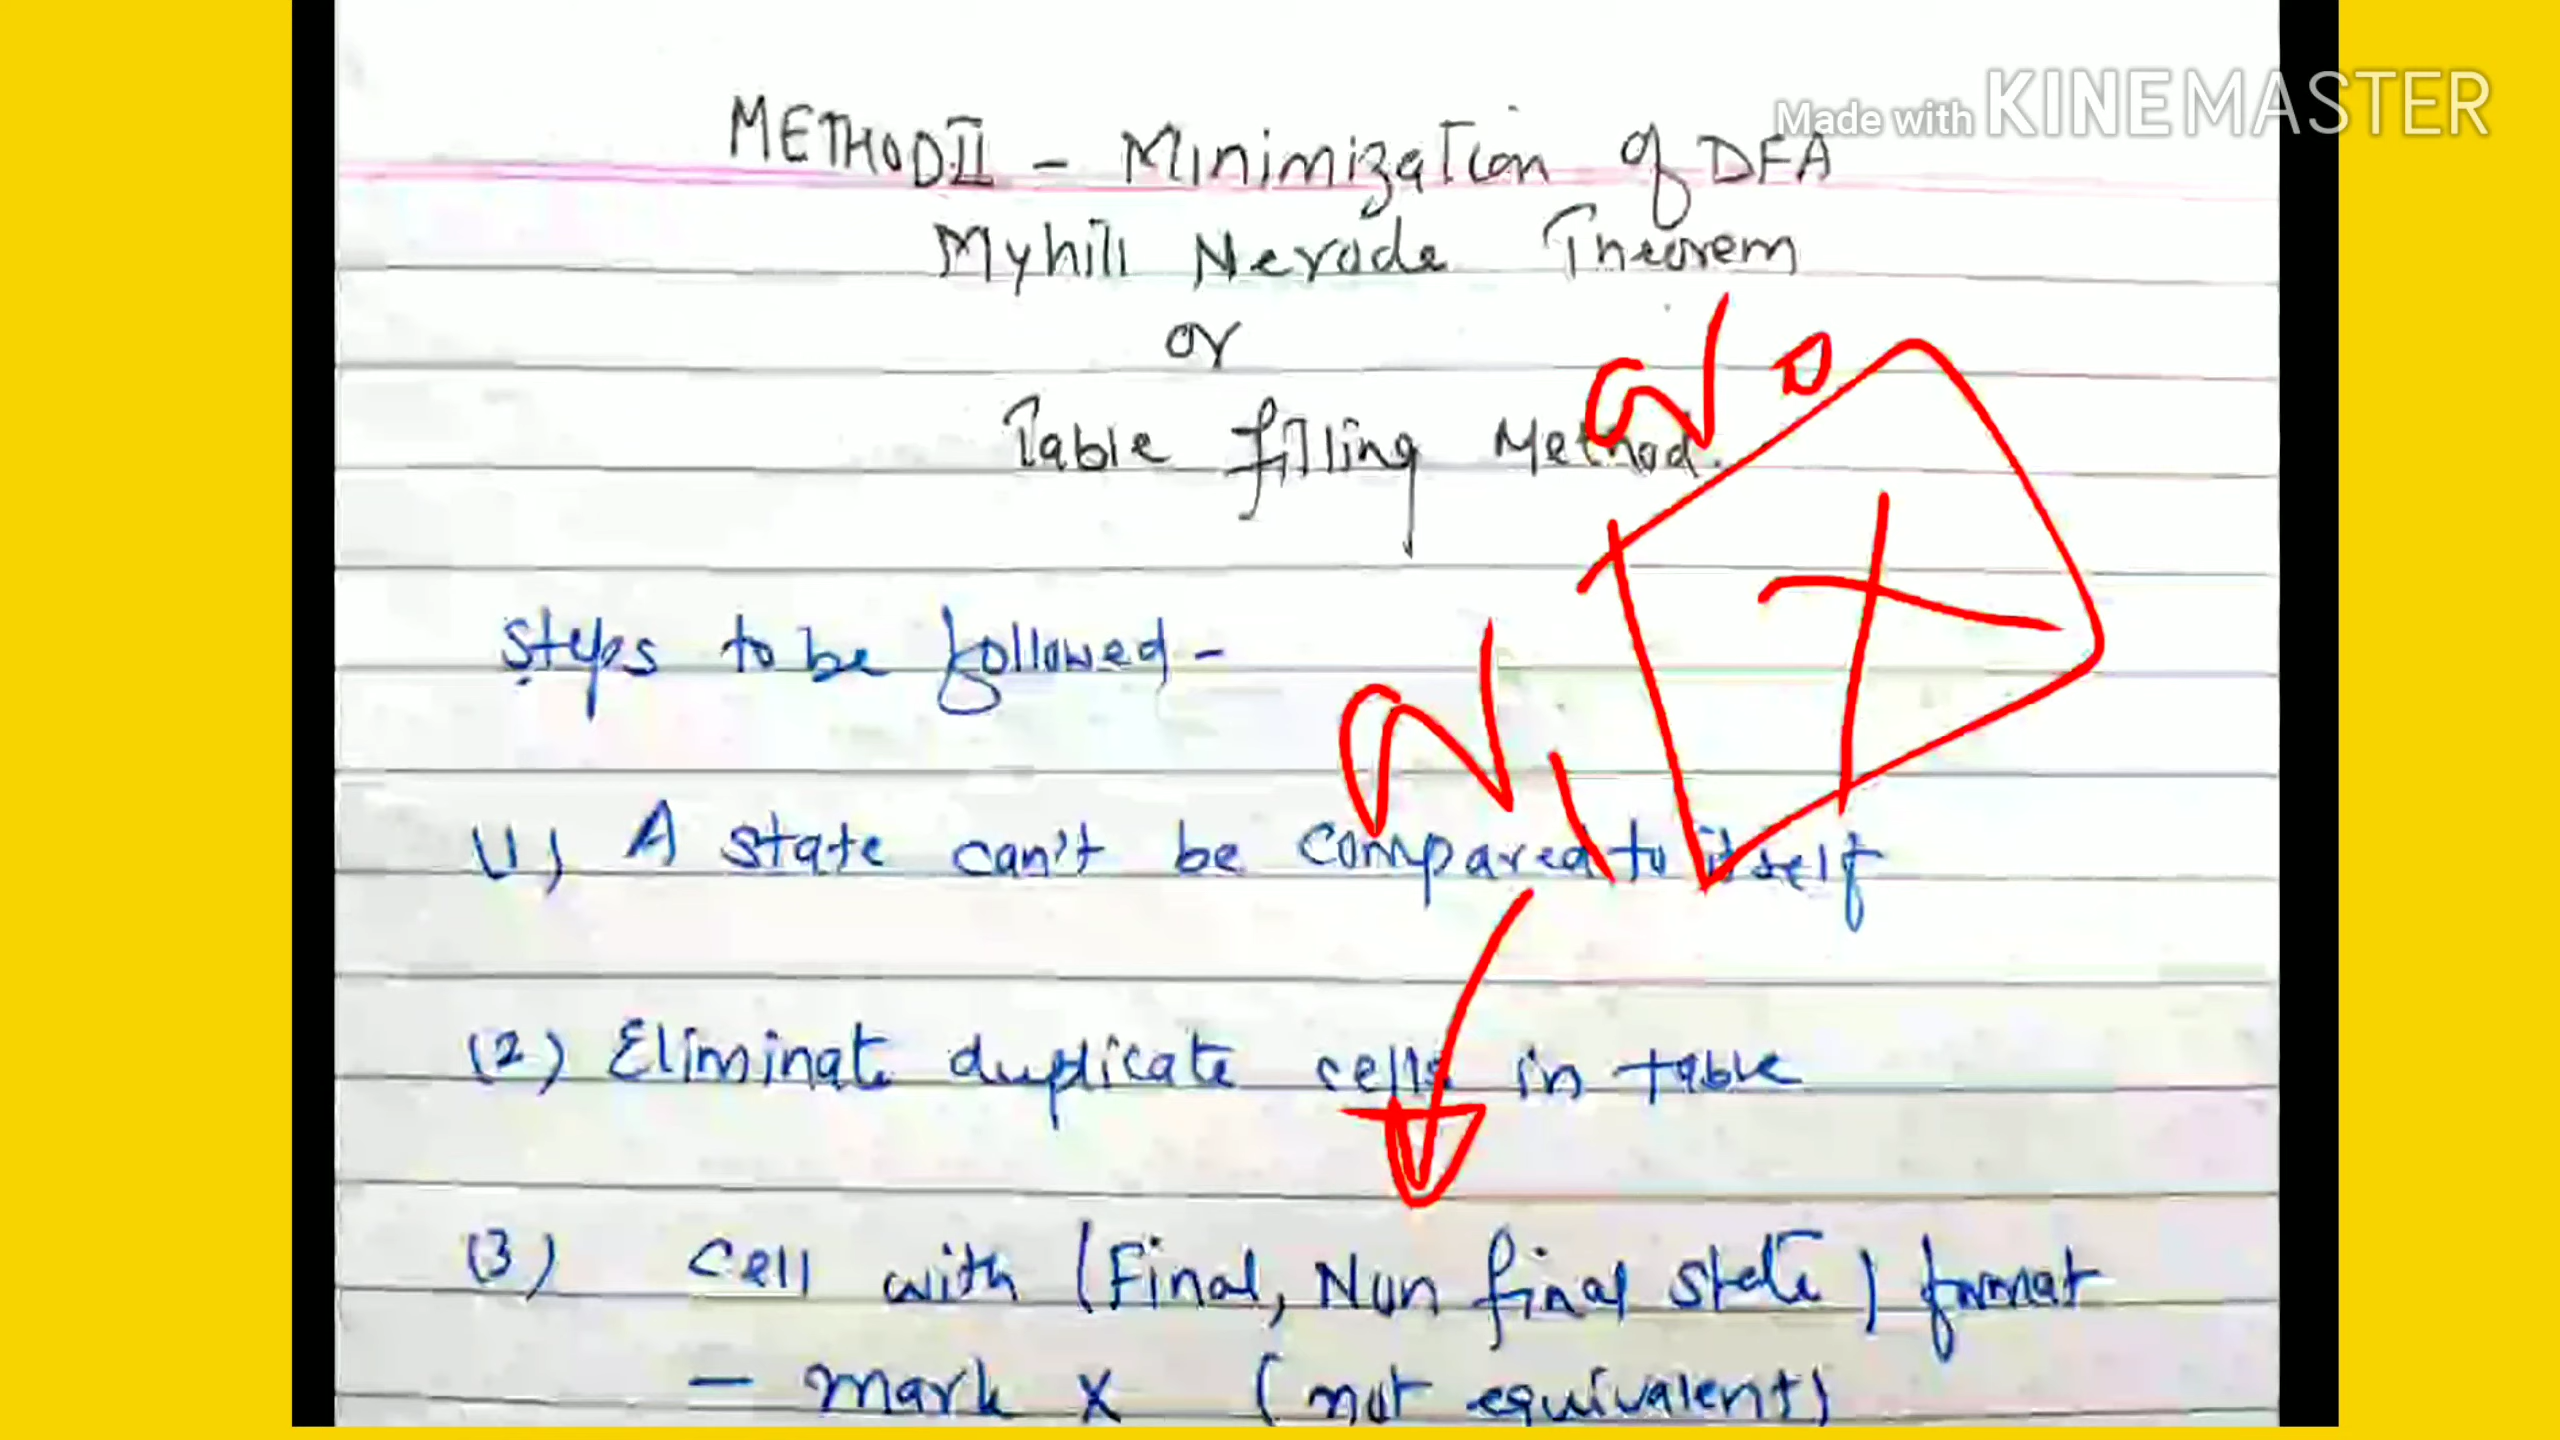 Made with KINEMASTER
METHOD II - Minimization of DFA
Myhill Nerode Theorem
or
Table filling Method.
Steps to be followed -
(1) A state can't be compared to itself
(2) Eliminate duplicate cells in table
(3) Cell with (Final, Non final state) format
- mark X (not equivalent)